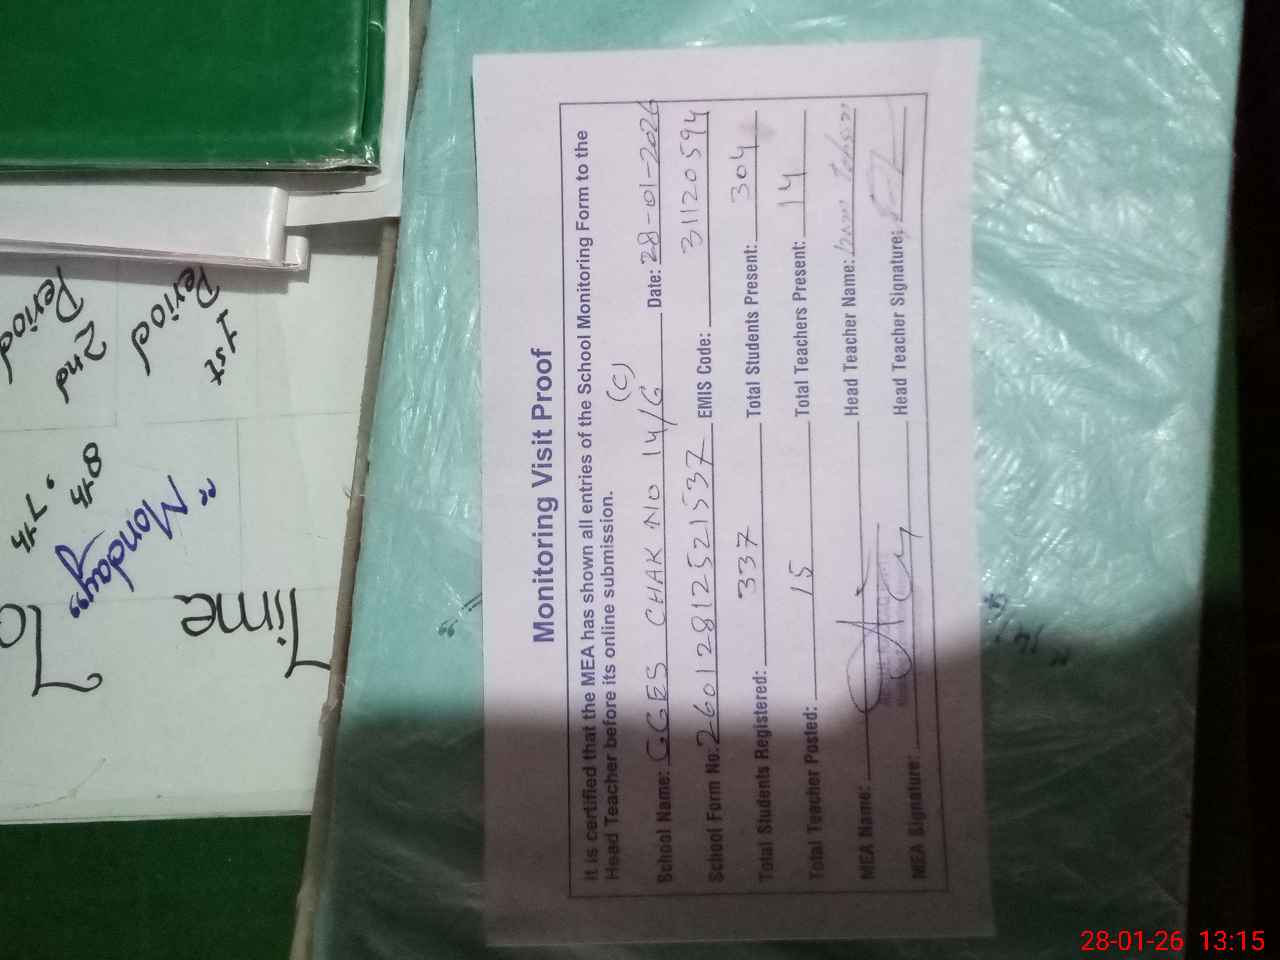 Monitoring Visit Proof
It is certified that the MEA has shown all entries of the School Monitoring Form to the
Head Teacher before its online submission.
School Name: GGES CHAK NO 14/G (C) Date: 28-01-2026
School Form No: 260128125521537 EMIS Code: 31120594
Total Students Registered: 337 Total Students Present: 304
Total Teacher Posted: 15 Total Teachers Present: 14
MEA Name: Head Teacher Name:
MEA Signature: Head Teacher Signature:
Time
"Monday"
8th, 7th
1st Period
2nd Period
28-01-26 13:15